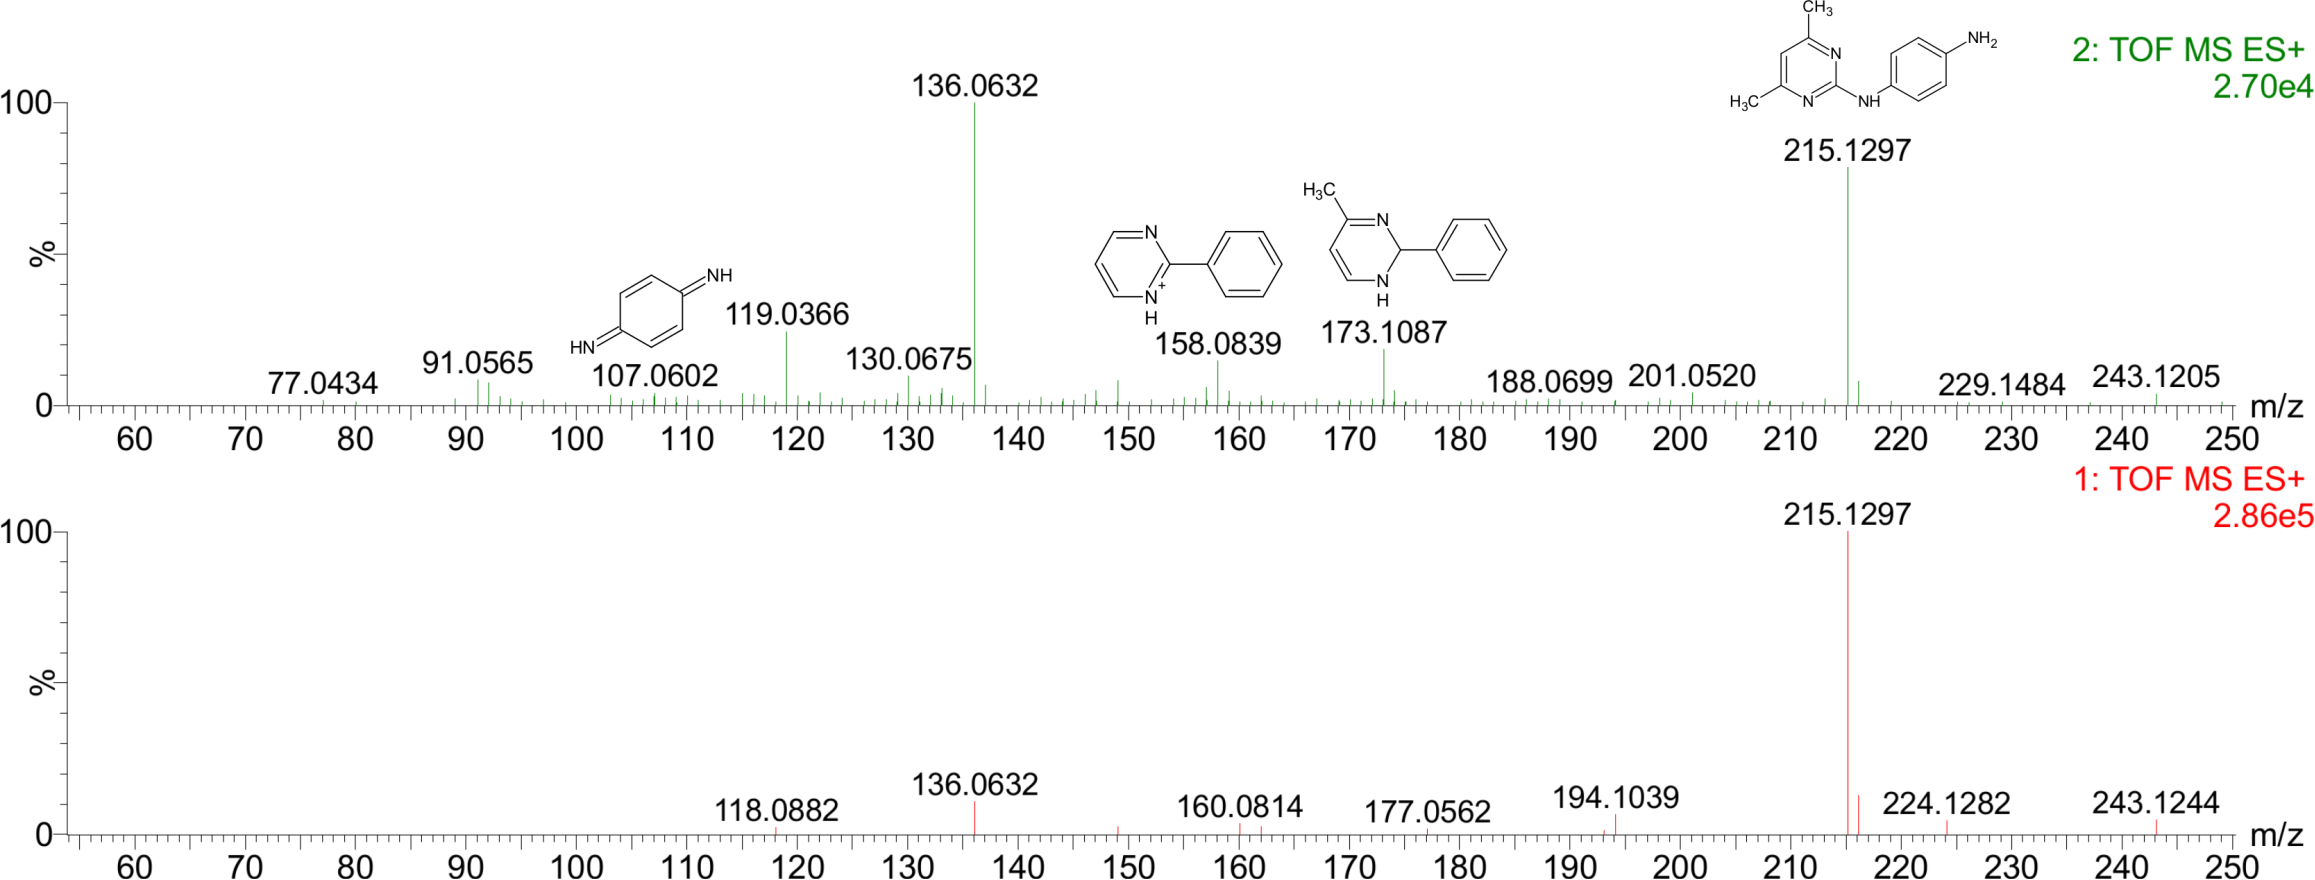 CH3
H3C
N
N
NH
NH2
2: TOF MS ES+
2.70e4
100
%
0
136.0632
215.1297
H3C
N
N
H
N
N+
H
NH
HN
119.0366
173.1087
158.0839
130.0675
91.0565
107.0602
77.0434
188.0699
201.0520
229.1484
243.1205
m/z
60 70 80 90 100 110 120 130 140 150 160 170 180 190 200 210 220 230 240 250
1: TOF MS ES+
2.86e5
100
%
0
215.1297
136.0632
118.0882
160.0814
177.0562
194.1039
224.1282
243.1244
m/z
60 70 80 90 100 110 120 130 140 150 160 170 180 190 200 210 220 230 240 250